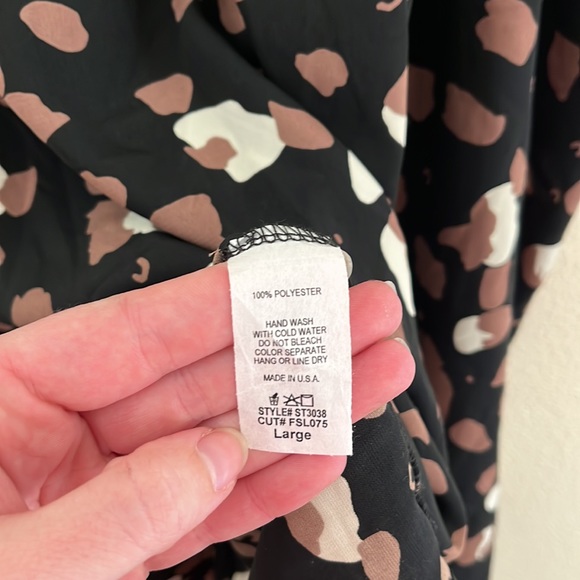 100% POLYESTER
HAND WASH
WITH COLD WATER
DO NOT BLEACH
COLOR SEPARATE
HANG OR LINE DRY
MADE IN U.S.A.
STYLE# ST3038
CUT# FSL075
Large